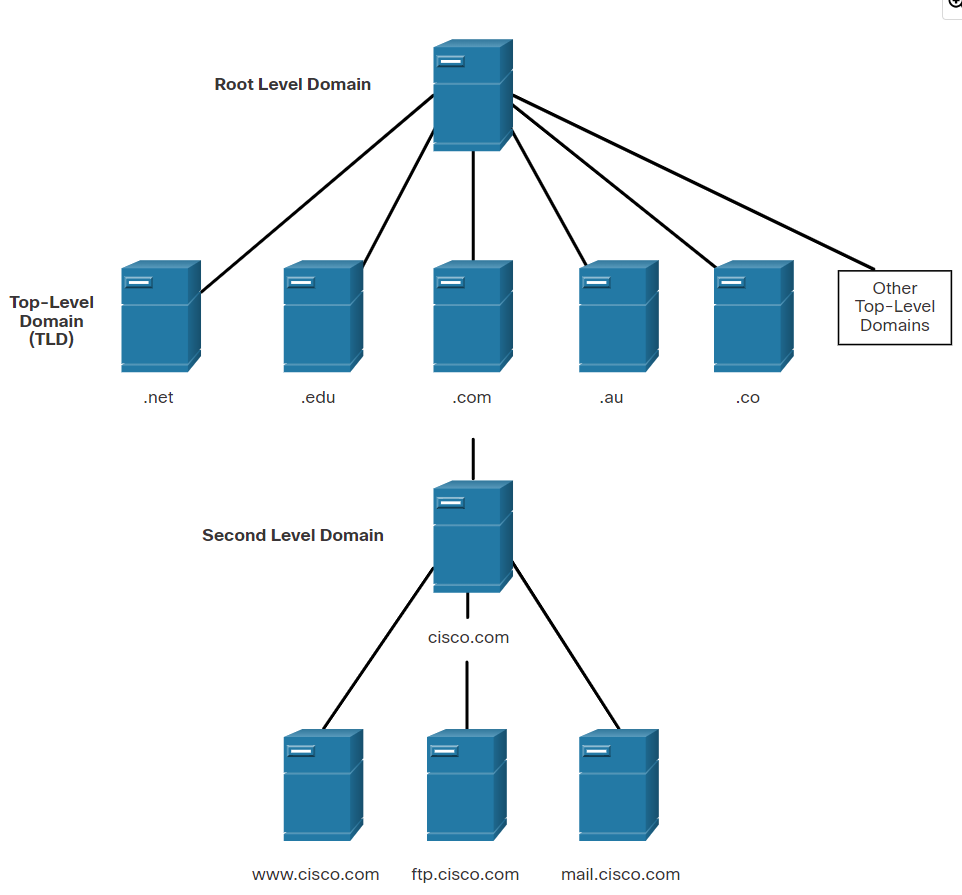 Root Level Domain
Top-Level
Domain
(TLD)
Other
Top-Level
Domains
.net
.edu
.com
.au
.co
Second Level Domain
cisco.com
www.cisco.com
ftp.cisco.com
mail.cisco.com